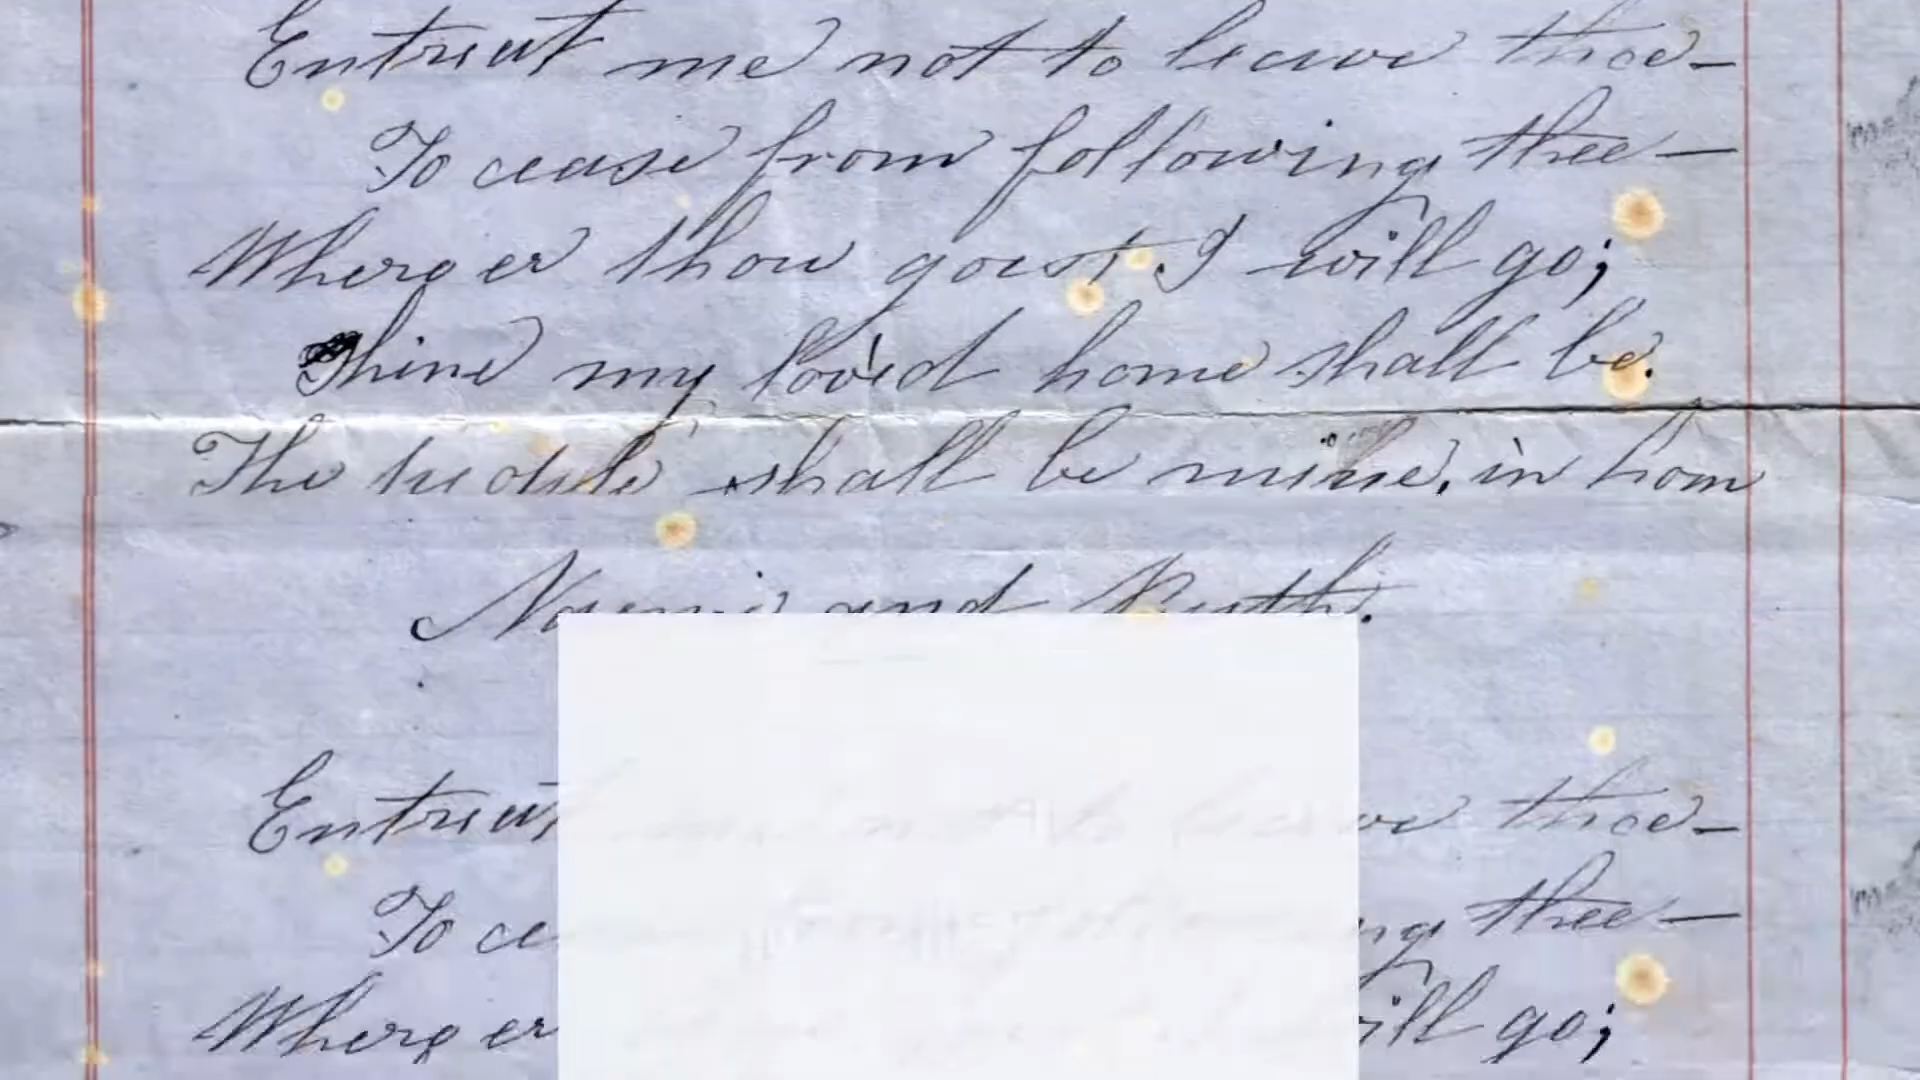 Entreat me not to leave thee—
To cease from following thee—
Where er thou goest I will go;
Thine my lov'd home shall be.
The shall be mine, in
Naomi and Ruth.
Entreat thee—
To thee—
Where er will go;